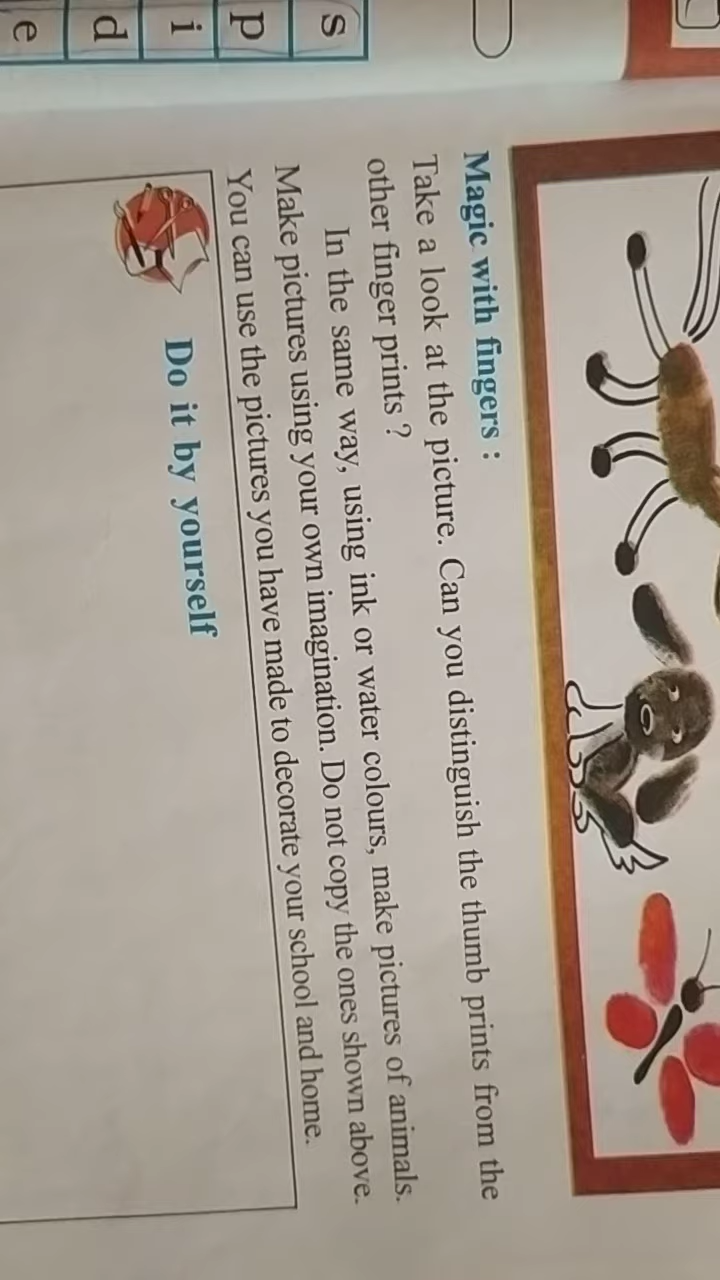 s
p
i
d
e
Magic with fingers :
Take a look at the picture. Can you distinguish the thumb prints from the
other finger prints ?
In the same way, using ink or water colours, make pictures of animals.
Make pictures using your own imagination. Do not copy the ones shown above.
You can use the pictures you have made to decorate your school and home.
Do it by yourself